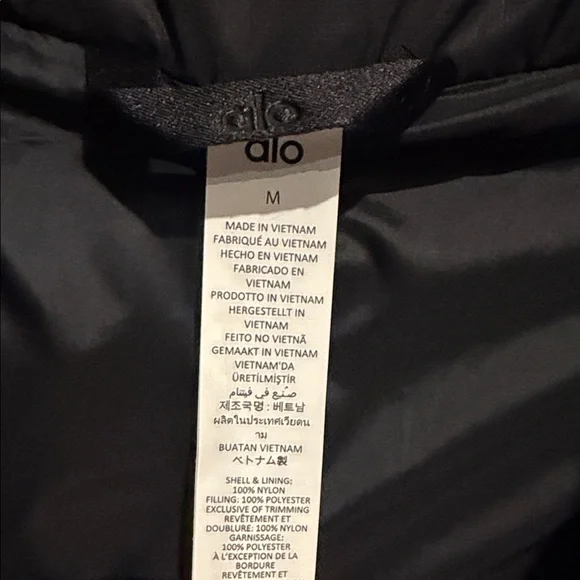 alo
alo
M
MADE IN VIETNAM
FABRIQUÉ AU VIETNAM
HECHO EN VIETNAM
FABRICADO EN
VIETNAM
PRODOTTO IN VIETNAM
HERGESTELLT IN
VIETNAM
FEITO NO VIETNÃ
GEMAAKT IN VIETNAM
VIETNAM'DA
ÜRETİLMİŞTİR
صنع في فيتنام
제조국명 : 베트남
ผลิตในประเทศเวียดน
าม
BUATAN VIETNAM
ベトナム製
SHELL & LINING:
100% NYLON
FILLING: 100% POLYESTER
EXCLUSIVE OF TRIMMING
REVÊTEMENT ET
DOUBLURE: 100% NYLON
GARNISSAGE:
100% POLYESTER
À L'EXCEPTION DE LA
BORDURE
REVÊTEMENT ET